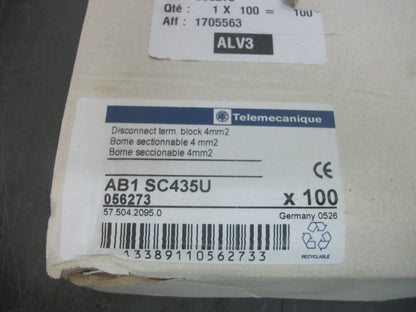 Qté : 1 X 100 = 100
Aff : 1705563
ALV3
Telemecanique
Disconnect term. block 4mm2
Borne sectionnable 4 mm2
Borne seccionable 4mm2
CE
AB1 SC435U
056273
x 100
57.504.2095.0
Germany 0526
13389110562733
RECYCLABLE